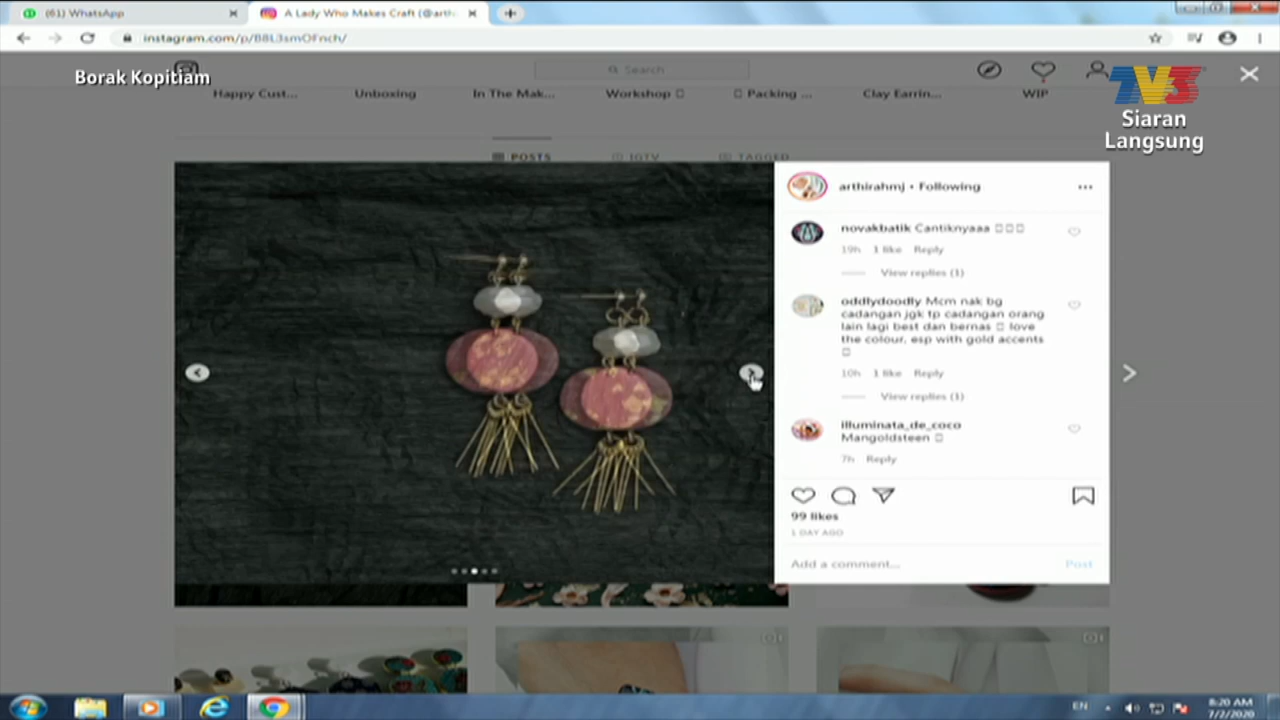 (61) WhatsApp
A Lady Who Makes Craft (@arth
instagram.com/p/B8L3smOFnch/
Borak Kopitiam
Search
TV3
Siaran
Langsung
Happy Cust...
Unboxing
In The Mak...
Workshop
Packing ...
Clay Earrin...
WIP
POSTS
IGTV
TAGGED
arthirahmj • Following
novakbatik Cantiknyaaa
19h 1 like Reply
View replies (1)
oddlydoodly Mcm nak bg
cadangan jgk tp cadangan orang
lain lagi best dan bernas love
the colour, esp with gold accents
10h 1 like Reply
View replies (1)
illuminata_de_coco
Mangoldsteen
7h Reply
99 likes
1 DAY AGO
Add a comment...
Post
EN
8:20 AM
7/2/2020